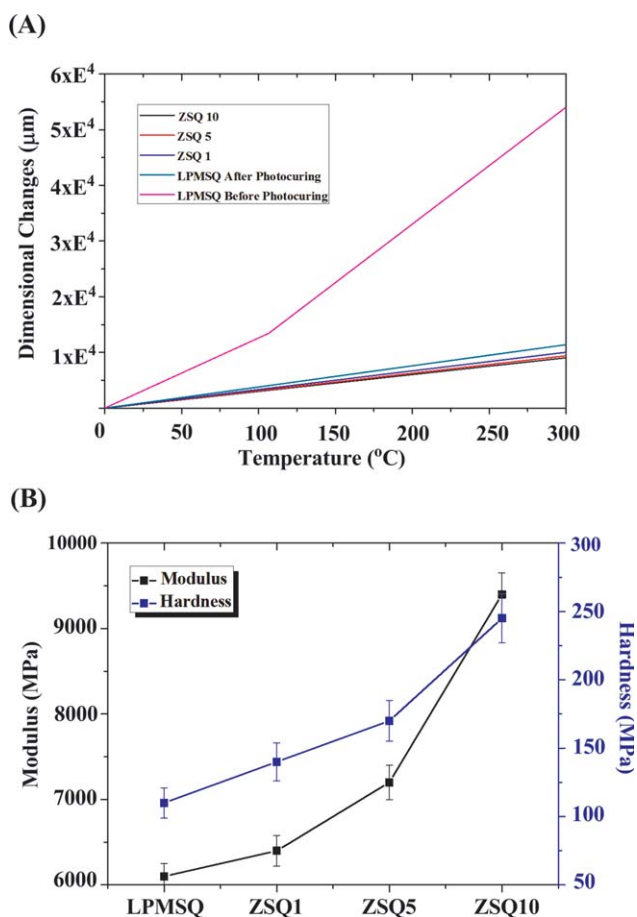 (A)
6xE4
5xE4
4xE4
3xE4
2xE4
1xE4
Dimensional Changes (μm)
ZSQ 10
ZSQ 5
ZSQ 1
LPMSQ After Photocuring
LPMSQ Before Photocuring
0 50 100 150 200 250 300
Temperature (oC)
(B)
10000
9000
8000
7000
6000
Modulus (MPa)
Modulus
Hardness
300
250
200
150
100
50
Hardness (MPa)
LPMSQ ZSQ1 ZSQ5 ZSQ10